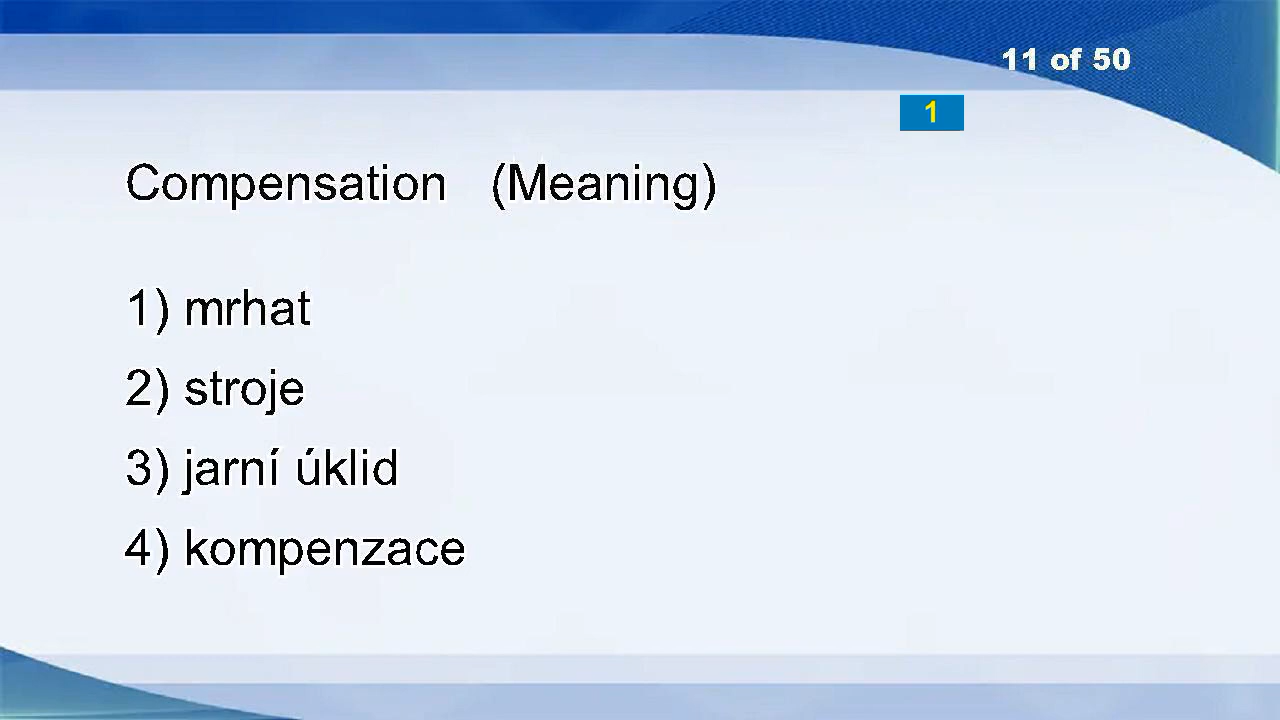 11 of 50
1
Compensation (Meaning)
1) mrhat
2) stroje
3) jarní úklid
4) kompenzace